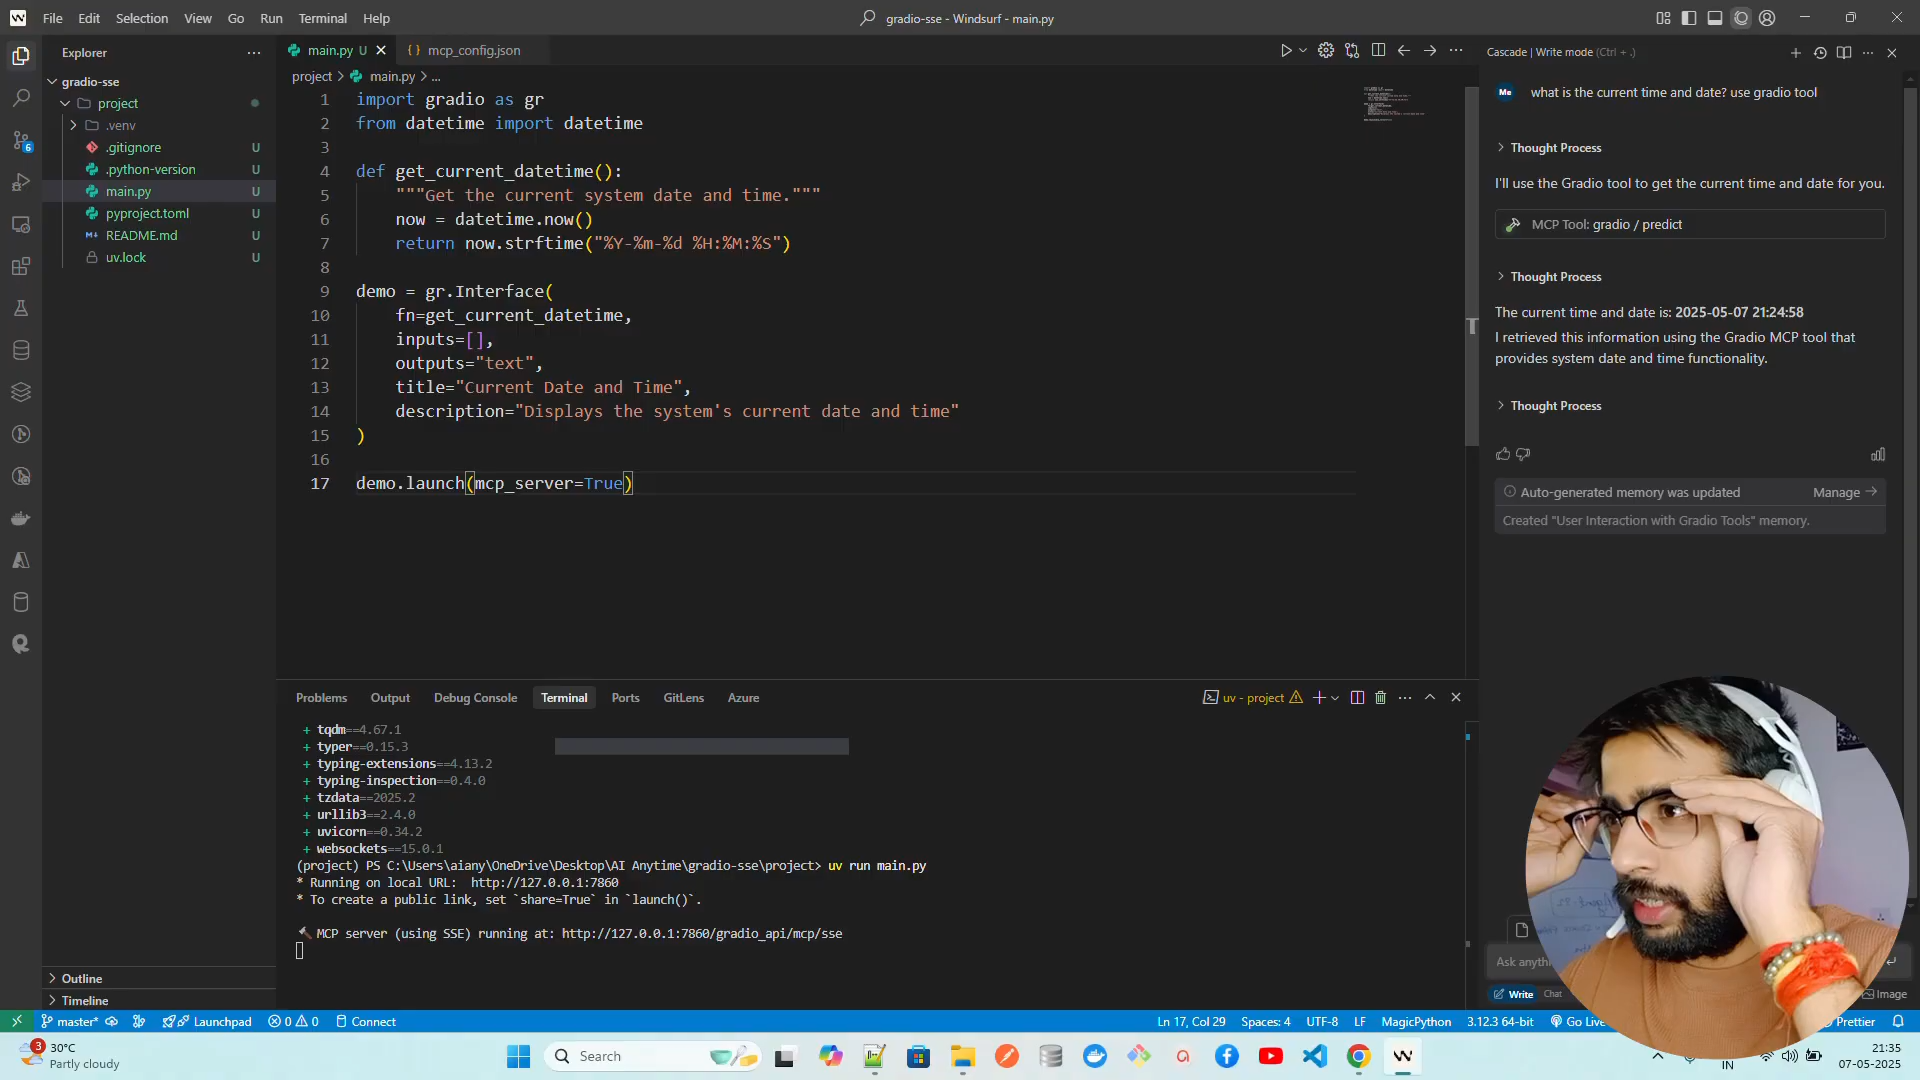 File Edit Selection View Go Run Terminal Help
gradio-sse - Windsurf - main.py
Explorer
gradio-sse
project
.venv
.gitignore U
.python-version U
main.py U
pyproject.toml U
README.md U
uv.lock U
Outline
Timeline
main.py U
mcp_config.json
project > main.py > ...
1 import gradio as gr
2 from datetime import datetime
3
4 def get_current_datetime():
5 """Get the current system date and time."""
6 now = datetime.now()
7 return now.strftime("%Y-%m-%d %H:%M:%S")
8
9 demo = gr.Interface(
10 fn=get_current_datetime,
11 inputs=[],
12 outputs="text",
13 title="Current Date and Time",
14 description="Displays the system's current date and time"
15 )
16
17 demo.launch(mcp_server=True)
Problems Output Debug Console Terminal Ports GitLens Azure
uv - project
+ tqdm==4.67.1
+ typer==0.15.3
+ typing-extensions==4.13.2
+ typing-inspection==0.4.0
+ tzdata==2025.2
+ urllib3==2.4.0
+ uvicorn==0.34.2
+ websockets==15.0.1
(project) PS C:\Users\aiany\OneDrive\Desktop\AI Anytime\gradio-sse\project> uv run main.py
* Running on local URL: http://127.0.0.1:7860
* To create a public link, set `share=True` in `launch()`.
MCP server (using SSE) running at: http://127.0.0.1:7860/gradio_api/mcp/sse
Cascade | Write mode (Ctrl + .)
Me what is the current time and date? use gradio tool
Thought Process
I'll use the Gradio tool to get the current time and date for you.
MCP Tool: gradio / predict
Thought Process
The current time and date is: 2025-05-07 21:24:58
I retrieved this information using the Gradio MCP tool that
provides system date and time functionality.
Thought Process
Auto-generated memory was updated Manage
Created "User Interaction with Gradio Tools" memory.
Write Chat
Image
master* Launchpad 0 0 Connect
Ln 17, Col 29 Spaces: 4 UTF-8 LF MagicPython 3.12.3 64-bit Prettier
3 30°C
Partly cloudy
Search
IN
21:35
07-05-2025